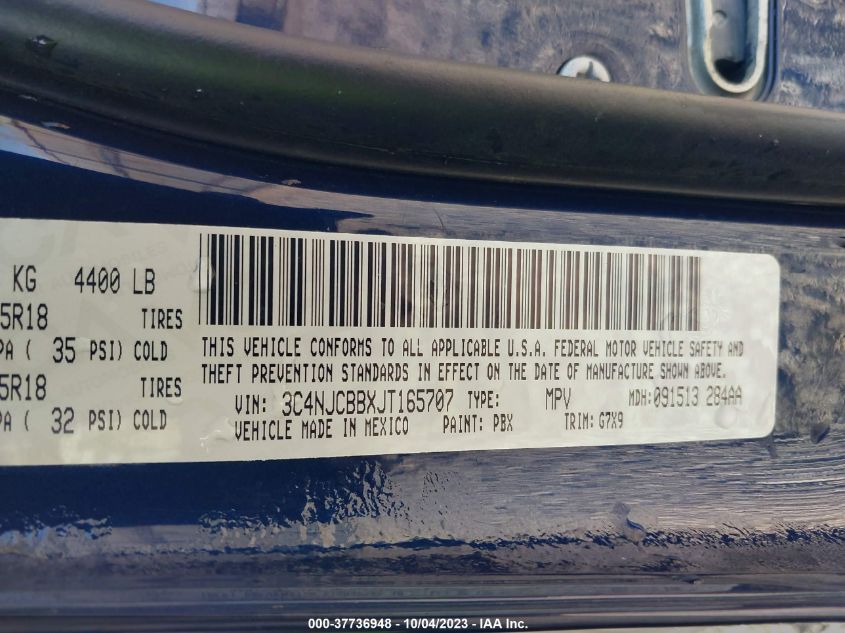 KG 4400 LB
5R18 TIRES
PA ( 35 PSI) COLD
5R18 TIRES
PA ( 32 PSI) COLD
THIS VEHICLE CONFORMS TO ALL APPLICABLE U.S.A. FEDERAL MOTOR VEHICLE SAFETY AND
THEFT PREVENTION STANDARDS IN EFFECT ON THE DATE OF MANUFACTURE SHOWN ABOVE.
VIN: 3C4NJCBBXJT165707 TYPE: MPV MDH: 091513 284AA
VEHICLE MADE IN MEXICO PAINT: PBX TRIM: G7X9
000-37736948 - 10/04/2023 - IAA Inc.